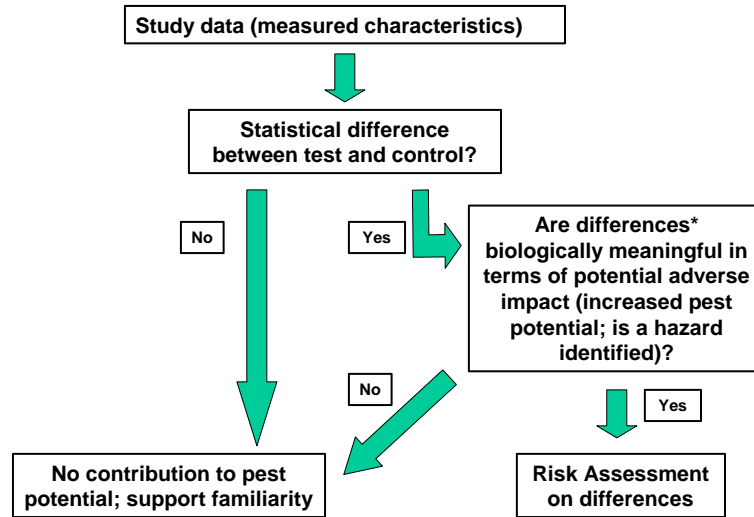 Study data (measured characteristics)
Statistical difference
between test and control?
No
Yes
Are differences*
biologically meaningful in
terms of potential adverse
impact (increased pest
potential; is a hazard
identified)?
No
Yes
No contribution to pest
potential; support familiarity
Risk Assessment
on differences